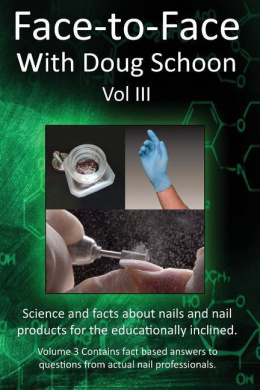 Face-to-Face
With Doug Schoon
Vol III
Science and facts about nails and nail
products for the educationally inclined.
Volume 3 Contains fact based answers to
questions from actual nail professionals.